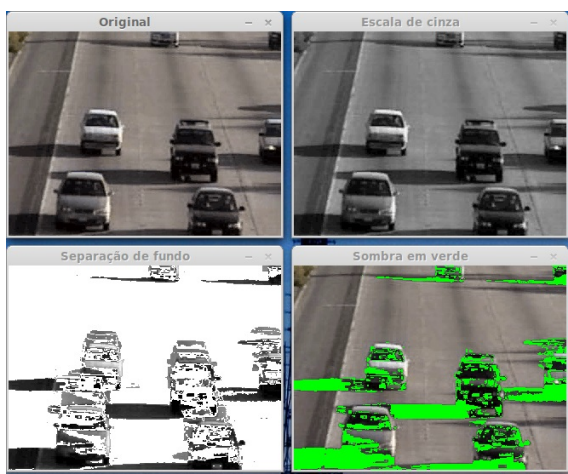 Original
Escala de cinza
Separação de fundo
Sombra em verde